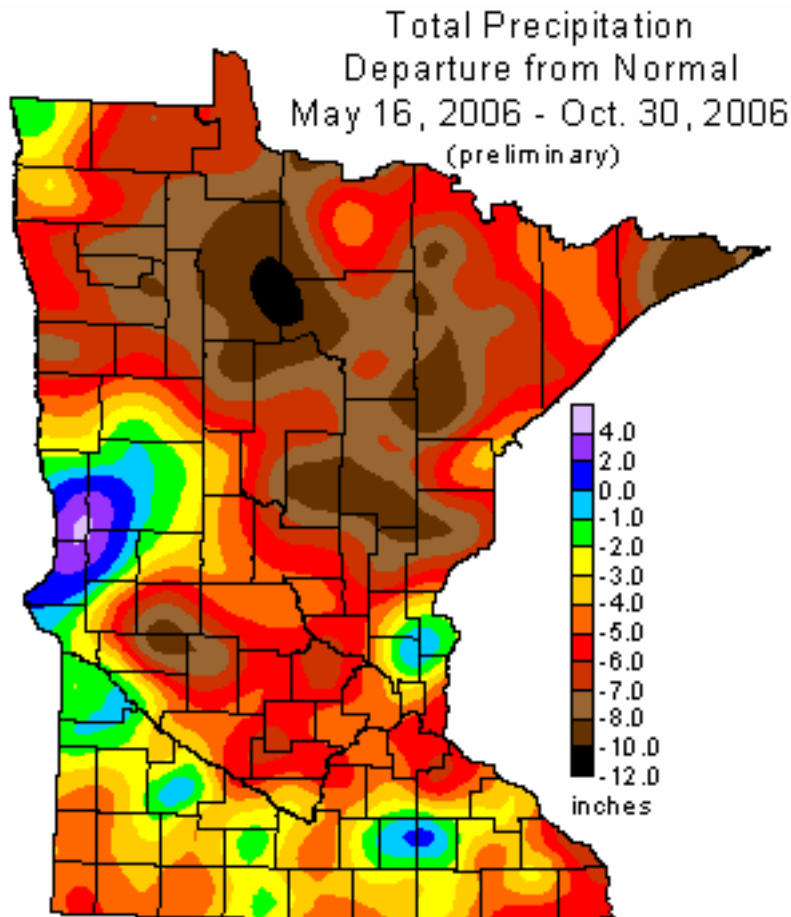 Total Precipitation
Departure from Normal
May 16, 2006 - Oct. 30, 2006
(preliminary)
4.0
2.0
0.0
-1.0
-2.0
-3.0
-4.0
-5.0
-6.0
-7.0
-8.0
-10.0
-12.0
inches